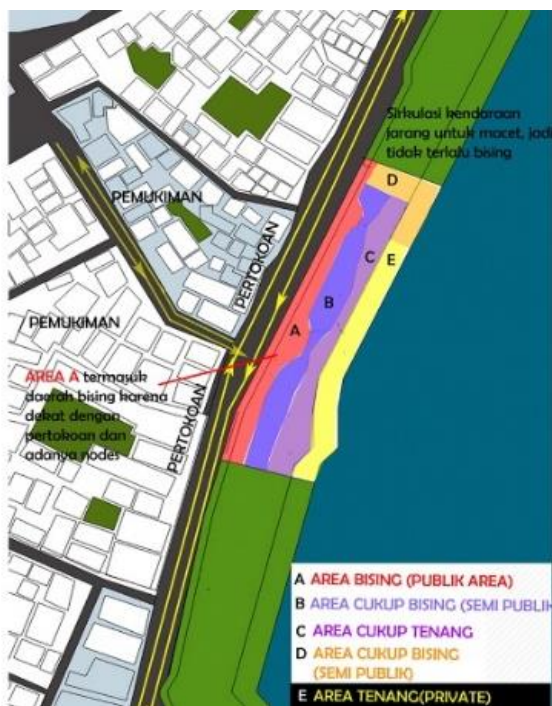 Sirkulasi kendaraan
jarang untuk macet, jadi
tidak terlalu bising
D
PEMUKIMAN
PERTOKOAN
C
E
B
A
PEMUKIMAN
AREA A termasuk
daerah bising karena
dekat dengan
pertokoan dan
adanya nodes
PERTOKOAN
A AREA BISING (PUBLIK AREA)
B AREA CUKUP BISING (SEMI PUBLIK
C AREA CUKUP TENANG
D AREA CUKUP BISING
(SEMI PUBLIK)
E AREA TENANG(PRIVATE)